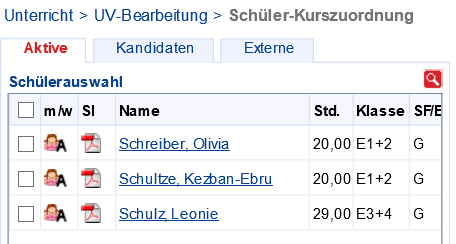 Unterricht > UV-Bearbeitung > Schüler-Kurszuordnung
Aktive Kandidaten Externe
Schülerauswahl
m/w SI Name Std. Klasse SF/E
A Schreiber, Olivia 20,00 E1+2 G
A Schultze, Kezban-Ebru 20,00 E1+2 G
A Schulz, Leonie 29,00 E3+4 G